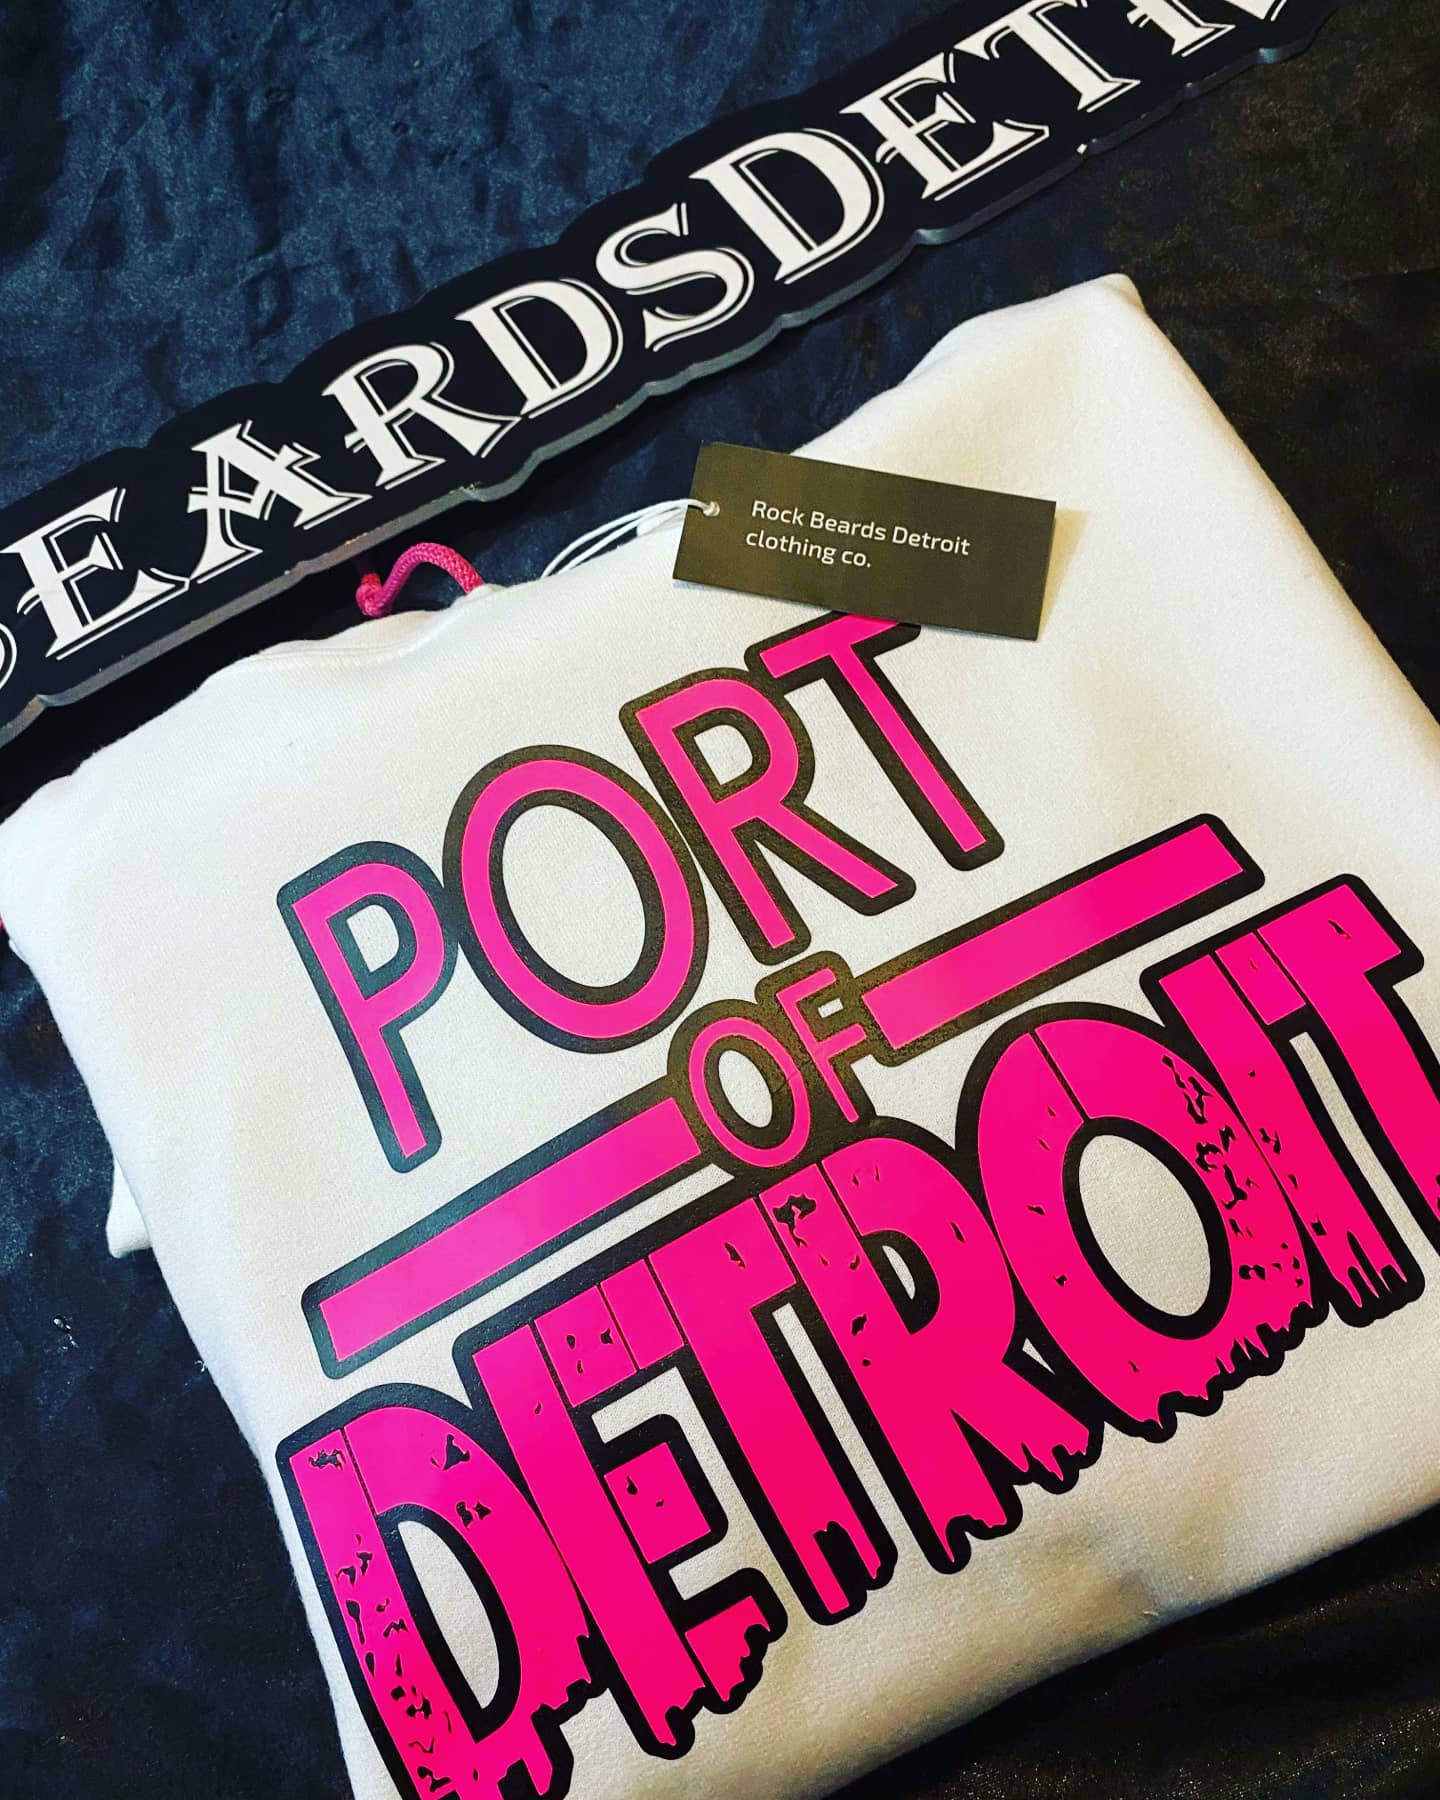 EARDSDET
Rock Beards Detroit
clothing co.
PORT
OF
DETROIT